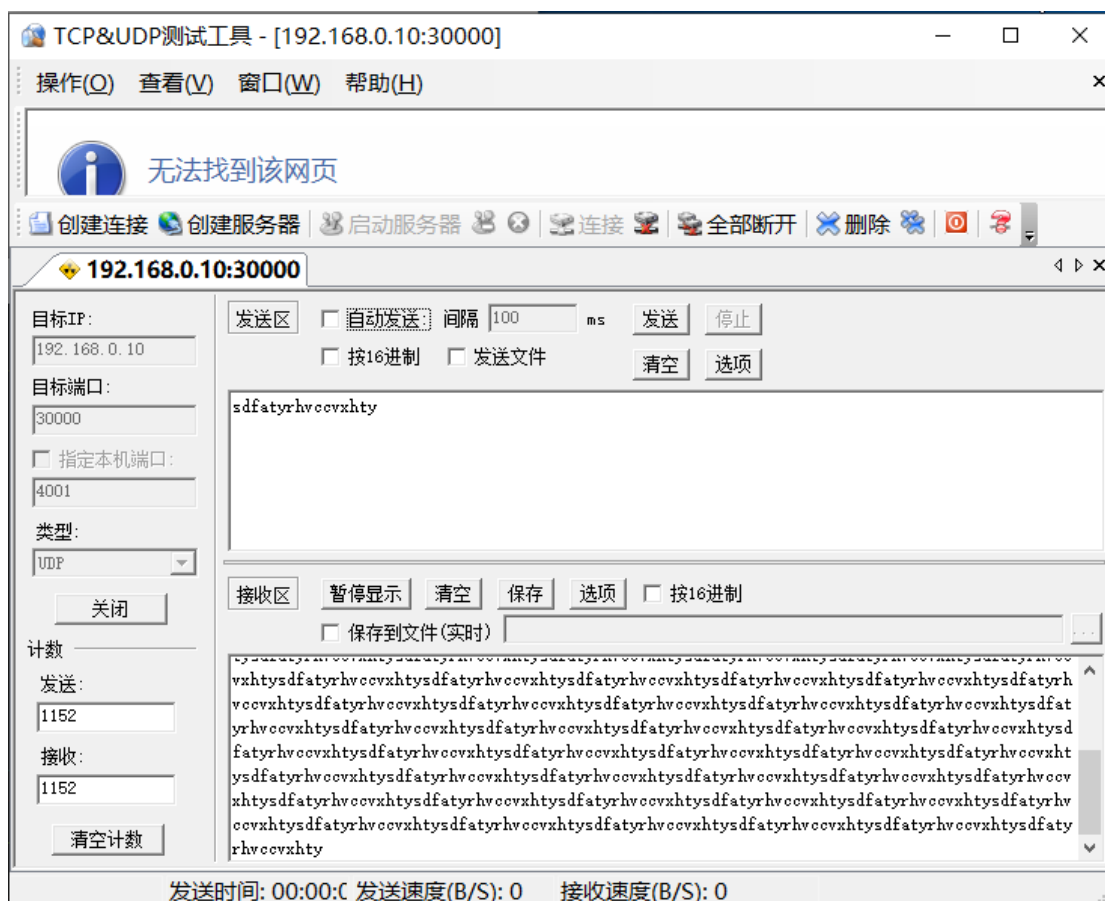 TCP&UDP测试工具 - [192.168.0.10:30000]
操作(O) 查看(V) 窗口(W) 帮助(H)
无法找到该网页
创建连接 创建服务器 启动服务器 连接 全部断开 删除
192.168.0.10:30000
目标IP:
192.168.0.10
目标端口:
30000
指定本机端口:
4001
类型:
UDP
关闭
计数
发送:
1152
接收:
1152
清空计数
发送区 自动发送: 间隔 100 ms 发送 停止
按16进制 发送文件 清空 选项
sdfatyrhvccvxhty
接收区 暂停显示 清空 保存 选项 按16进制
保存到文件(实时) ...
vxhtysdfatyrhvccvxhtysdfatyrhvccvxhtysdfatyrhvccvxhtysdfatyrhvccvxhtysdfatyrhvccvxhtysdfatyrh
vccvxhtysdfatyrhvccvxhtysdfatyrhvccvxhtysdfatyrhvccvxhtysdfatyrhvccvxhtysdfatyrhvccvxhtysdfat
yrhvccvxhtysdfatyrhvccvxhtysdfatyrhvccvxhtysdfatyrhvccvxhtysdfatyrhvccvxhtysdfatyrhvccvxhtysd
fatyrhvccvxhtysdfatyrhvccvxhtysdfatyrhvccvxhtysdfatyrhvccvxhtysdfatyrhvccvxhtysdfatyrhvccvxht
ysdfatyrhvccvxhtysdfatyrhvccvxhtysdfatyrhvccvxhtysdfatyrhvccvxhtysdfatyrhvccvxhtysdfatyrhvccv
xhtysdfatyrhvccvxhtysdfatyrhvccvxhtysdfatyrhvccvxhtysdfatyrhvccvxhtysdfatyrhvccvxhtysdfatyrhv
ccvxhtysdfatyrhvccvxhtysdfatyrhvccvxhtysdfatyrhvccvxhtysdfatyrhvccvxhtysdfatyrhvccvxhtysdfaty
rhvccvxhty
发送时间: 00:00:0 发送速度(B/S): 0 接收速度(B/S): 0